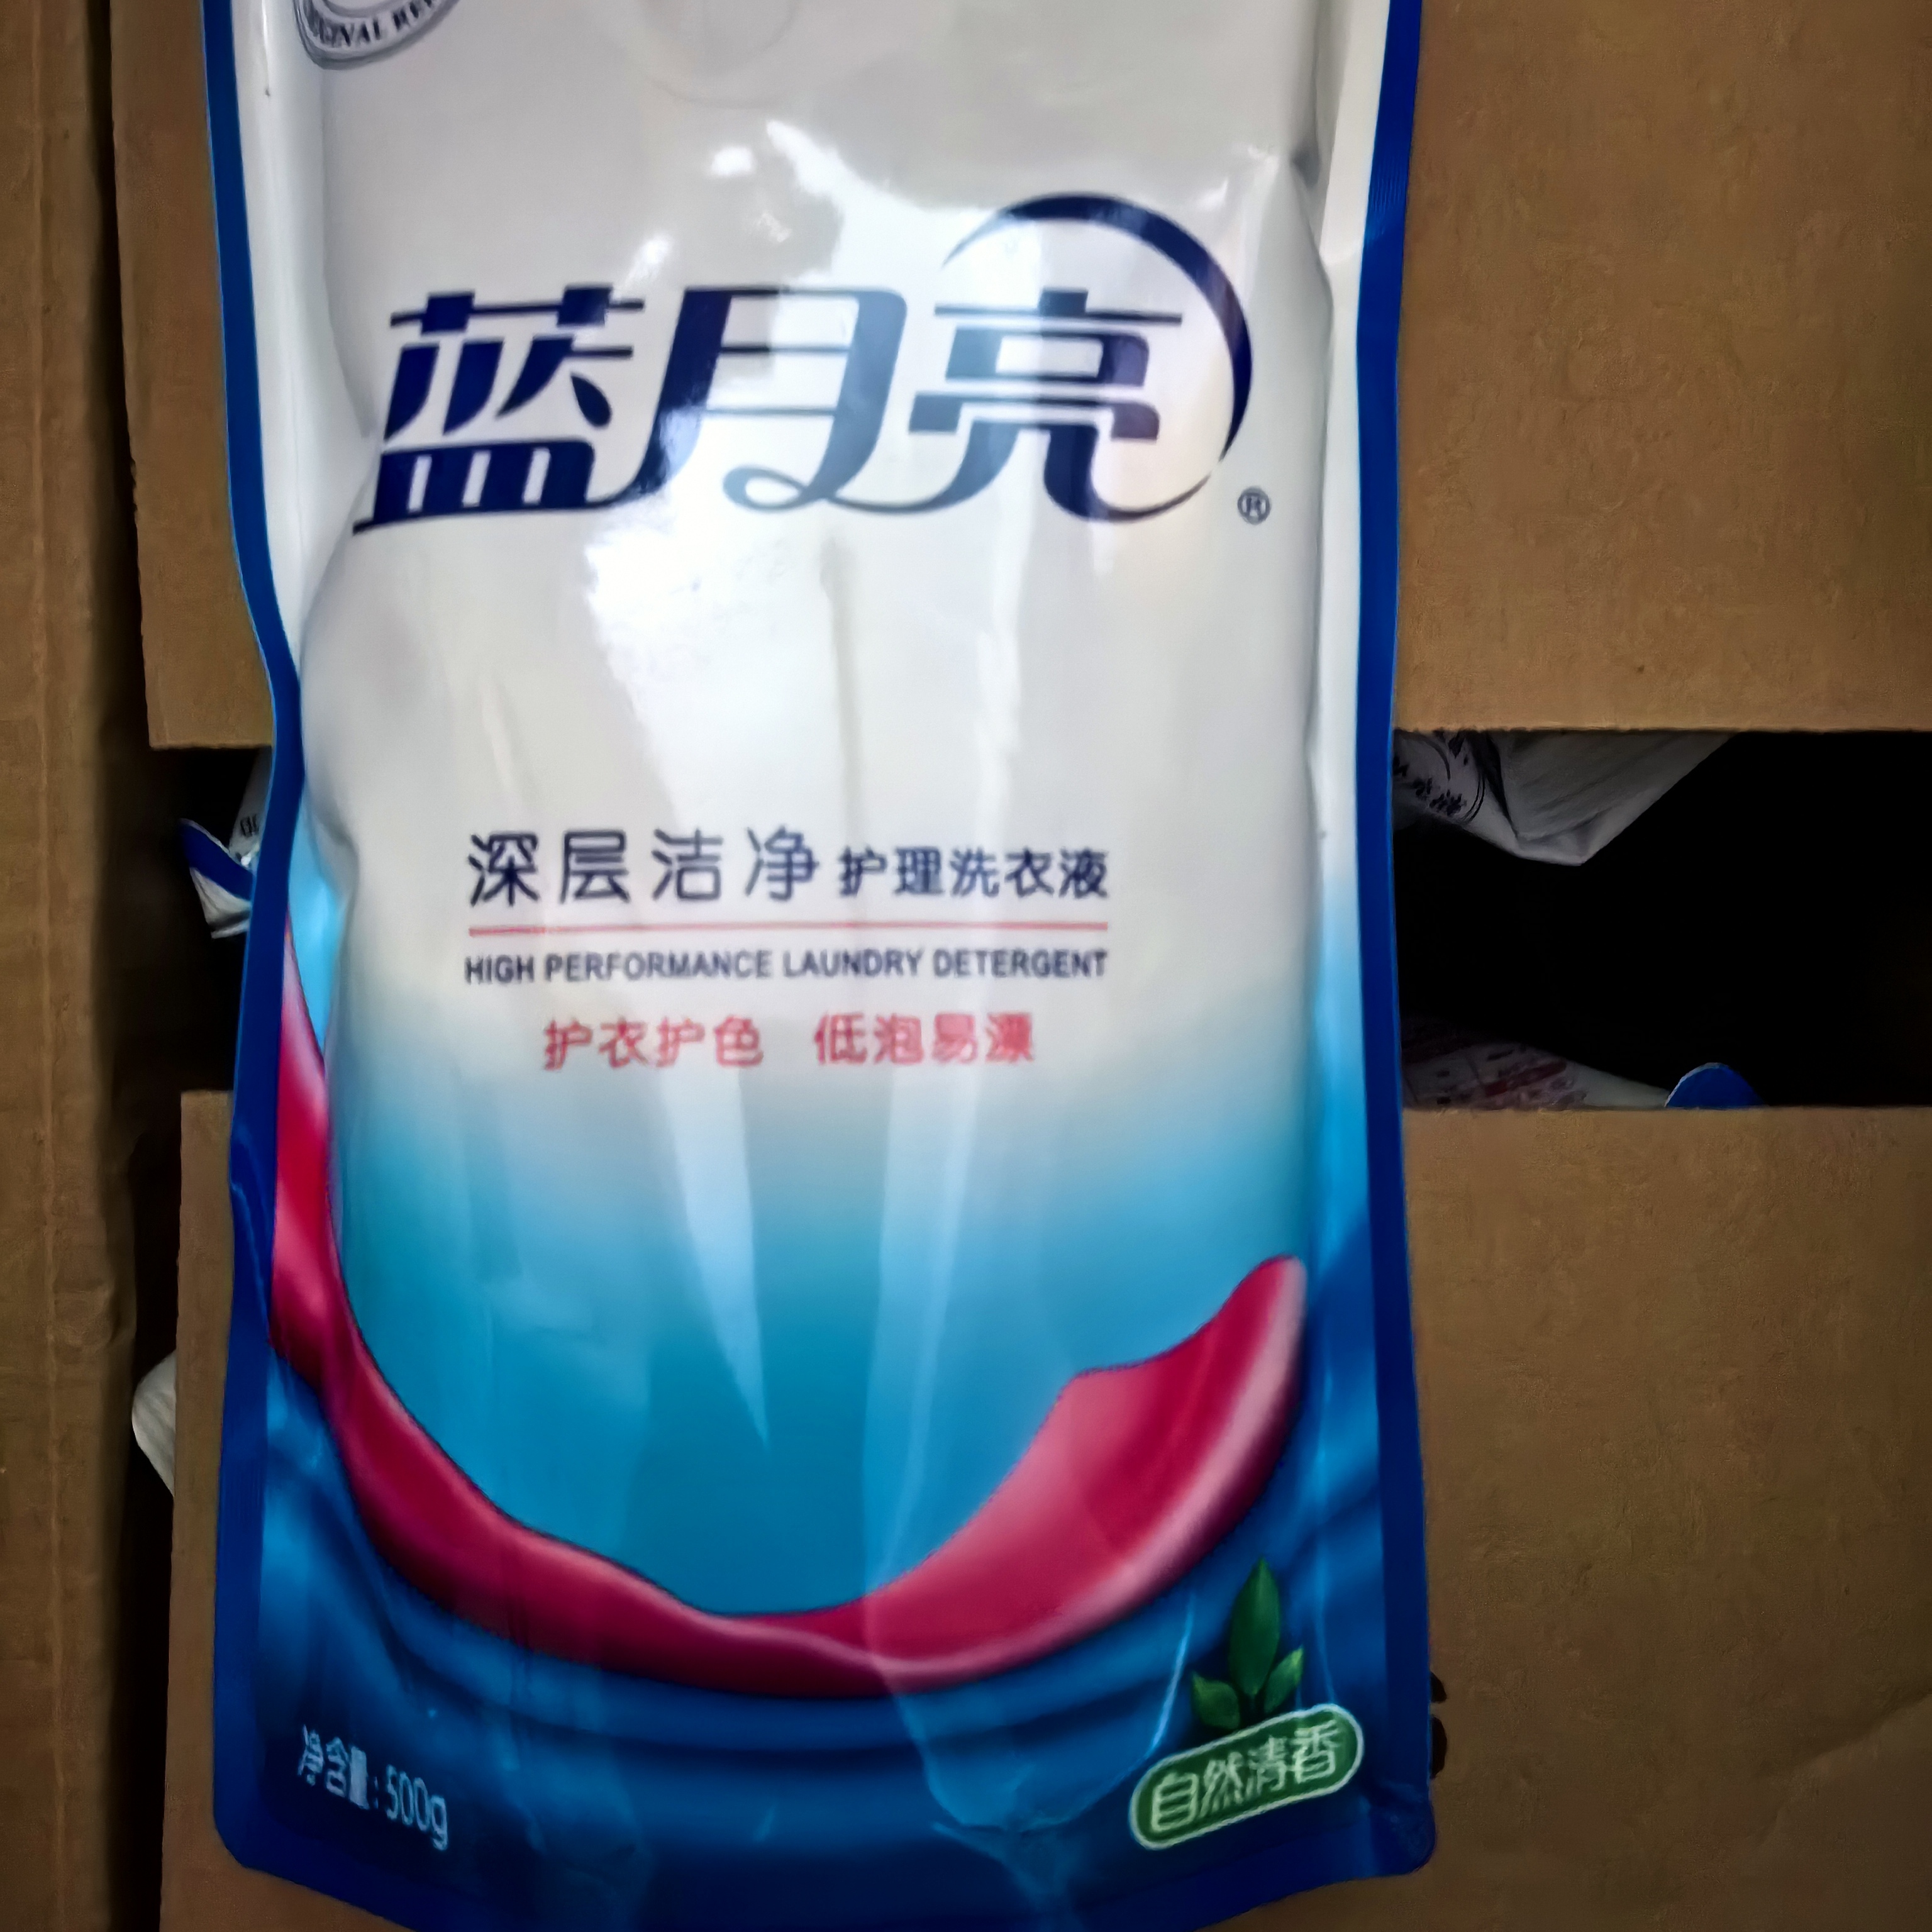 蓝月亮®
深层洁净护理洗衣液
HIGH PERFORMANCE LAUNDRY DETERGENT
护衣护色 低泡易漂
净含量:500g
自然清香